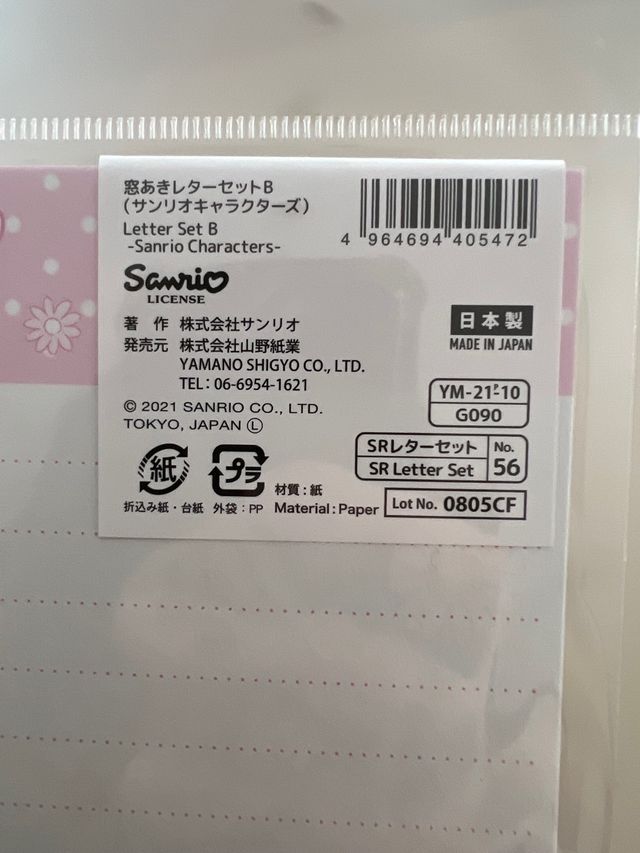 窓あきレターセットB
(サンリオキャラクターズ)
Letter Set B
-Sanrio Characters-
4 964694 405472
Sanrio
LICENSE
著 作 株式会社サンリオ
発売元 株式会社山野紙業
YAMANO SHIGYO CO., LTD.
TEL: 06-6954-1621
© 2021 SANRIO CO., LTD.
TOKYO, JAPAN Ⓛ
日本製
MADE IN JAPAN
YM-21-P-10
G090
SRレターセット
SR Letter Set
No.
56
紙
プラ
折込み紙・台紙 外袋:PP
材質:紙
Material:Paper
Lot No. 0805CF